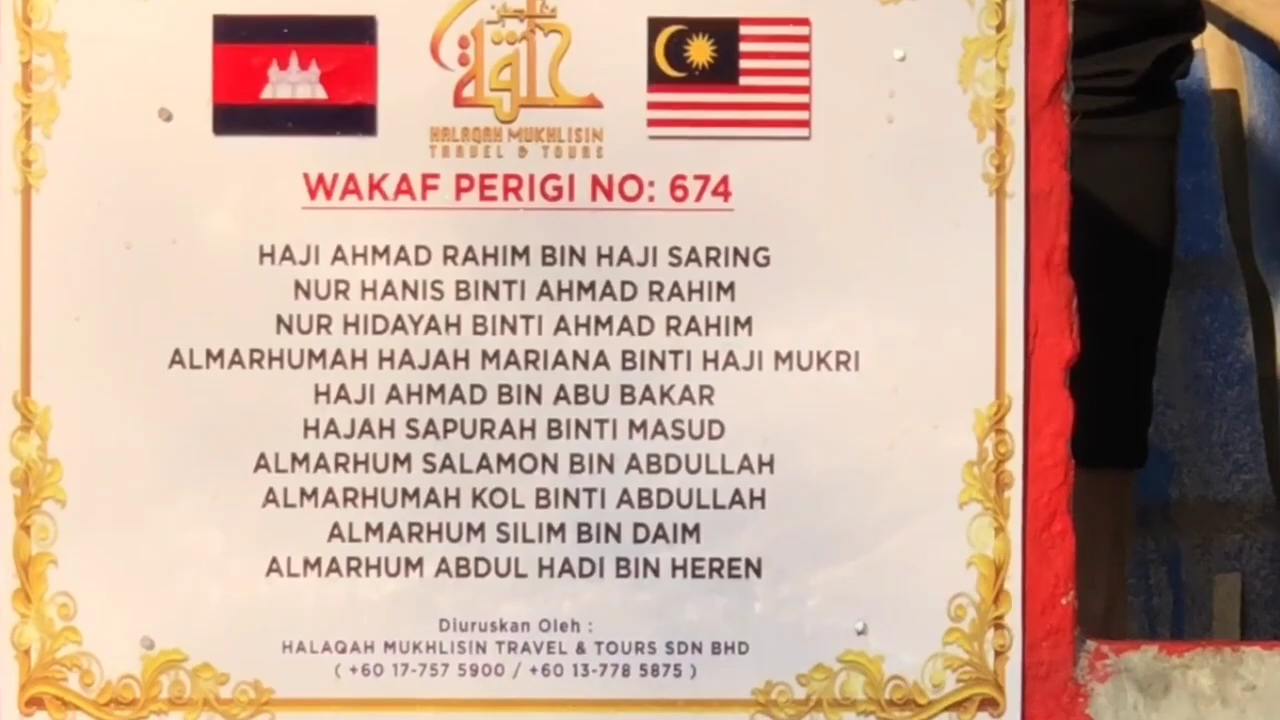 حلقة
HALAQAH MUKHLISIN
TRAVEL & TOURS
WAKAF PERIGI NO: 674
HAJI AHMAD RAHIM BIN HAJI SARING
NUR HANIS BINTI AHMAD RAHIM
NUR HIDAYAH BINTI AHMAD RAHIM
ALMARHUMAH HAJAH MARIANA BINTI HAJI MUKRI
HAJI AHMAD BIN ABU BAKAR
HAJAH SAPURAH BINTI MASUD
ALMARHUM SALAMON BIN ABDULLAH
ALMARHUMAH KOL BINTI ABDULLAH
ALMARHUM SILIM BIN DAIM
ALMARHUM ABDUL HADI BIN HEREN
Diuruskan Oleh :
HALAQAH MUKHLISIN TRAVEL & TOURS SDN BHD
( +60 17-757 5900 / +60 13-778 5875 )